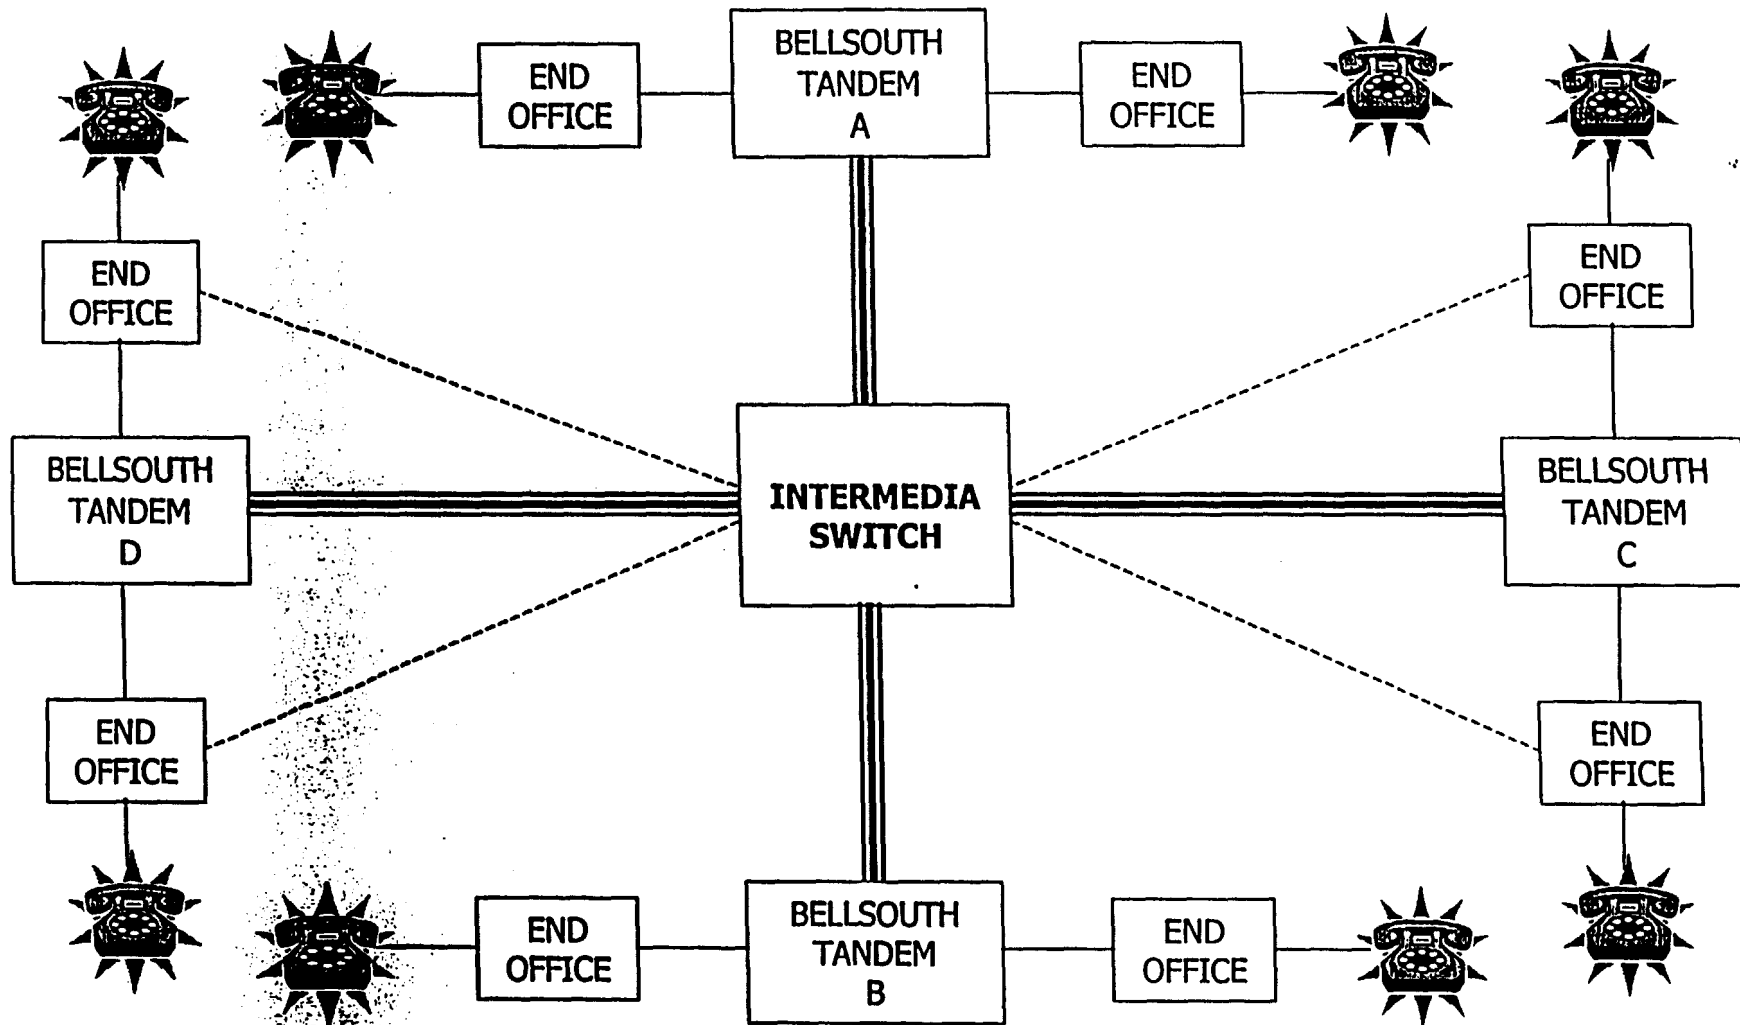 BELLSOUTH
TANDEM
A
END
OFFICE
END
OFFICE
END
OFFICE
END
OFFICE
BELLSOUTH
TANDEM
D
INTERMEDIA
SWITCH
BELLSOUTH
TANDEM
C
END
OFFICE
END
OFFICE
END
OFFICE
BELLSOUTH
TANDEM
B
END
OFFICE